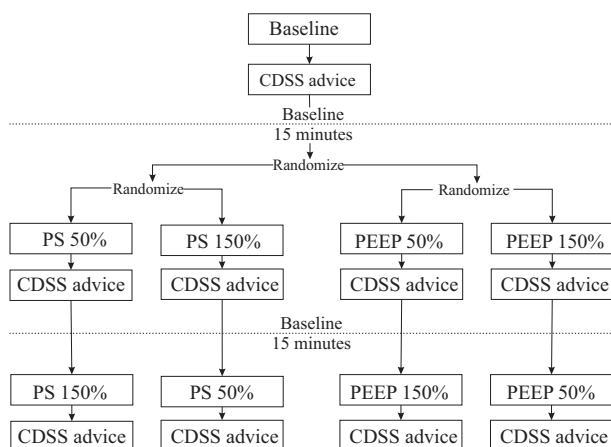 Baseline
CDSS advice
Baseline
15 minutes
Randomize
Randomize
Randomize
PS 50%
PS 150%
PEEP 50%
PEEP 150%
CDSS advice
CDSS advice
CDSS advice
CDSS advice
Baseline
15 minutes
PS 150%
PS 50%
PEEP 150%
PEEP 50%
CDSS advice
CDSS advice
CDSS advice
CDSS advice